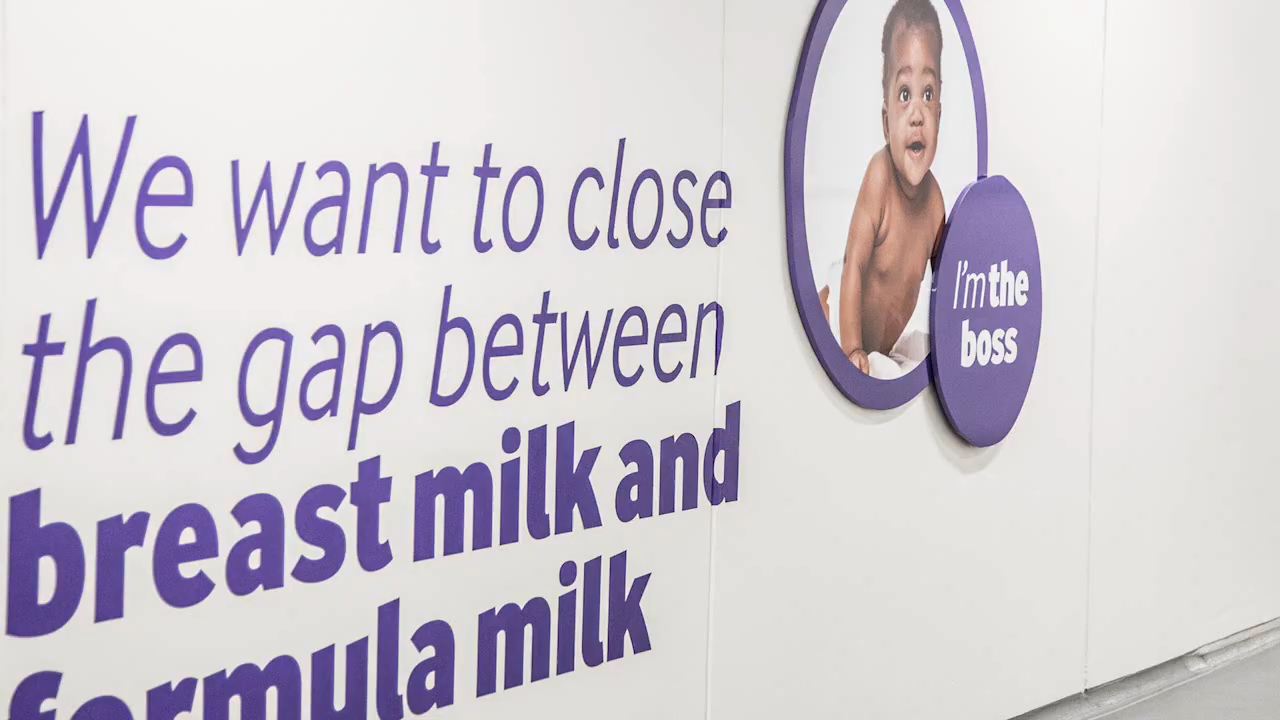 We want to close
the gap between
breast milk and
formula milk
I'm the
boss